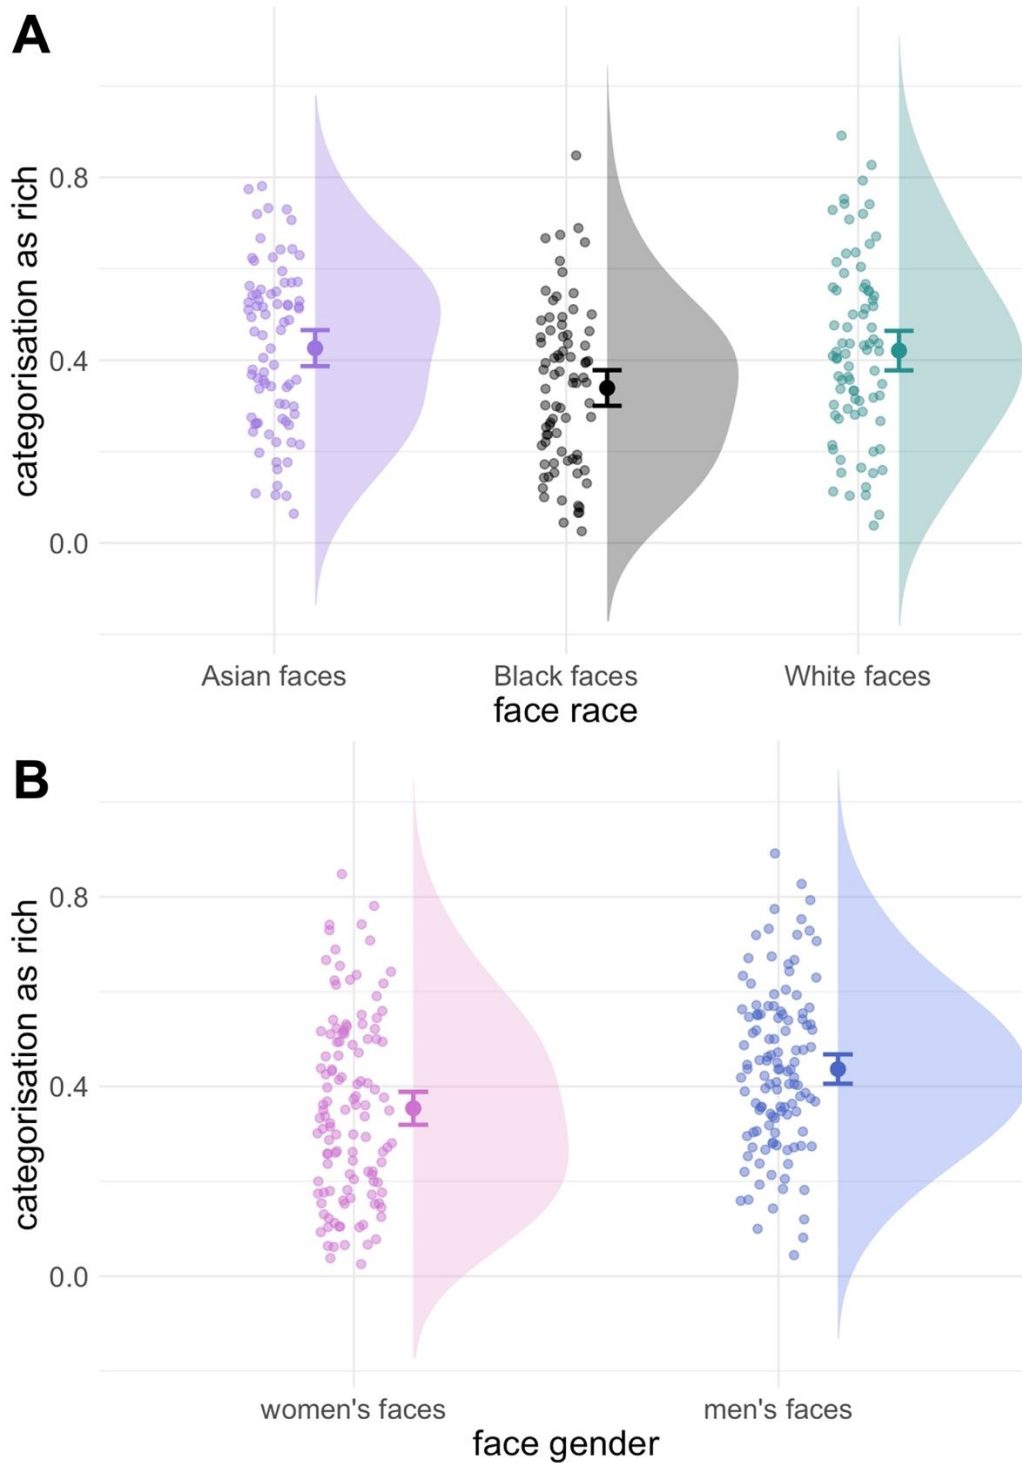 A
categorisation as rich
0.8
0.4
0.0
Asian faces
Black faces
White faces
face race
B
categorisation as rich
0.8
0.4
0.0
women's faces
men's faces
face gender